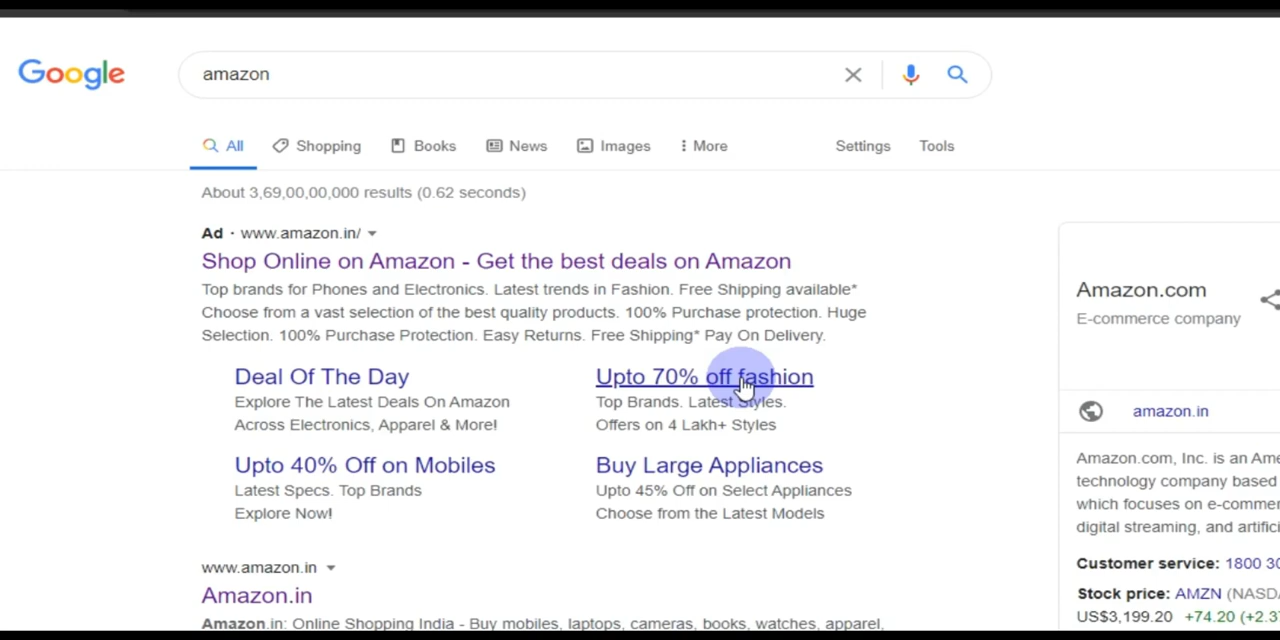 Google
amazon
All Shopping Books News Images More Settings Tools
About 3,69,00,00,000 results (0.62 seconds)
Ad · www.amazon.in/
Shop Online on Amazon - Get the best deals on Amazon
Top brands for Phones and Electronics. Latest trends in Fashion. Free Shipping available*
Choose from a vast selection of the best quality products. 100% Purchase protection. Huge
Selection. 100% Purchase Protection. Easy Returns. Free Shipping* Pay On Delivery.
Deal Of The Day
Explore The Latest Deals On Amazon
Across Electronics, Apparel & More!
Upto 70% off fashion
Top Brands. Latest Styles.
Offers on 4 Lakh+ Styles
Upto 40% Off on Mobiles
Latest Specs. Top Brands
Explore Now!
Buy Large Appliances
Upto 45% Off on Select Appliances
Choose from the Latest Models
www.amazon.in
Amazon.in
Amazon.in: Online Shopping India - Buy mobiles, laptops, cameras, books, watches, apparel,
Amazon.com
E-commerce company
amazon.in
Amazon.com, Inc. is an Ame
technology company based
which focuses on e-commer
digital streaming, and artific
Customer service: 1800 30
Stock price: AMZN (NASDA
US$3,199.20 +74.20 (+2.3